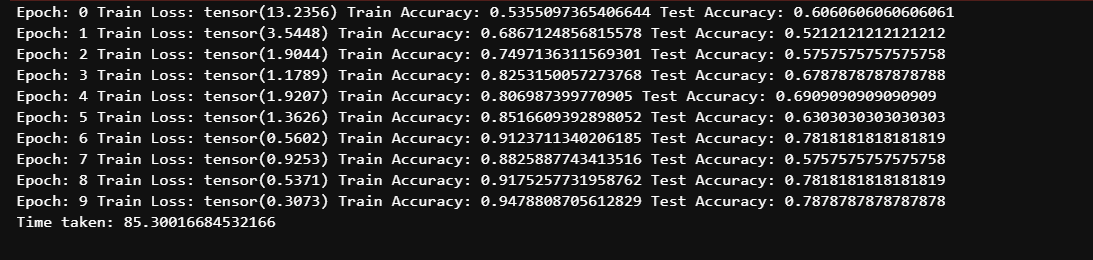 Epoch: 0 Train Loss: tensor(13.2356) Train Accuracy: 0.5355097365406644 Test Accuracy: 0.6060606060606061
Epoch: 1 Train Loss: tensor(3.5448) Train Accuracy: 0.6867124856815578 Test Accuracy: 0.5212121212121212
Epoch: 2 Train Loss: tensor(1.9044) Train Accuracy: 0.7497136311569301 Test Accuracy: 0.5757575757575758
Epoch: 3 Train Loss: tensor(1.1789) Train Accuracy: 0.8253150057273768 Test Accuracy: 0.6787878787878788
Epoch: 4 Train Loss: tensor(1.9207) Train Accuracy: 0.806987399770905 Test Accuracy: 0.6909090909090909
Epoch: 5 Train Loss: tensor(1.3626) Train Accuracy: 0.8516609392898052 Test Accuracy: 0.6303030303030303
Epoch: 6 Train Loss: tensor(0.5602) Train Accuracy: 0.9123711340206185 Test Accuracy: 0.7818181818181819
Epoch: 7 Train Loss: tensor(0.9253) Train Accuracy: 0.8825887743413516 Test Accuracy: 0.5757575757575758
Epoch: 8 Train Loss: tensor(0.5371) Train Accuracy: 0.9175257731958762 Test Accuracy: 0.7818181818181819
Epoch: 9 Train Loss: tensor(0.3073) Train Accuracy: 0.9478808705612829 Test Accuracy: 0.7878787878787878
Time taken: 85.30016684532166